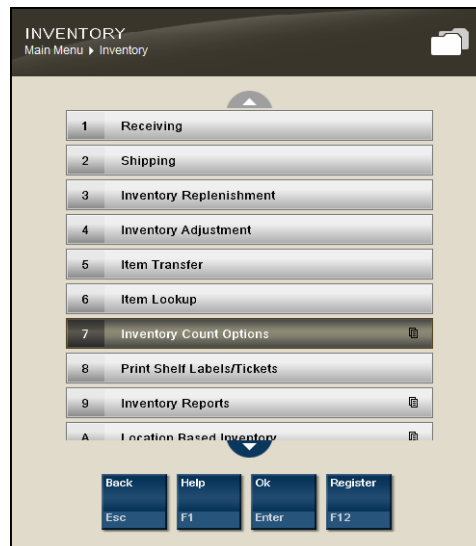 INVENTORY
Main Menu ▶ Inventory
1 Receiving
2 Shipping
3 Inventory Replenishment
4 Inventory Adjustment
5 Item Transfer
6 Item Lookup
7 Inventory Count Options
8 Print Shelf Labels/Tickets
9 Inventory Reports
A Location Based Inventory
Back Help Ok Register
Esc F1 Enter F12